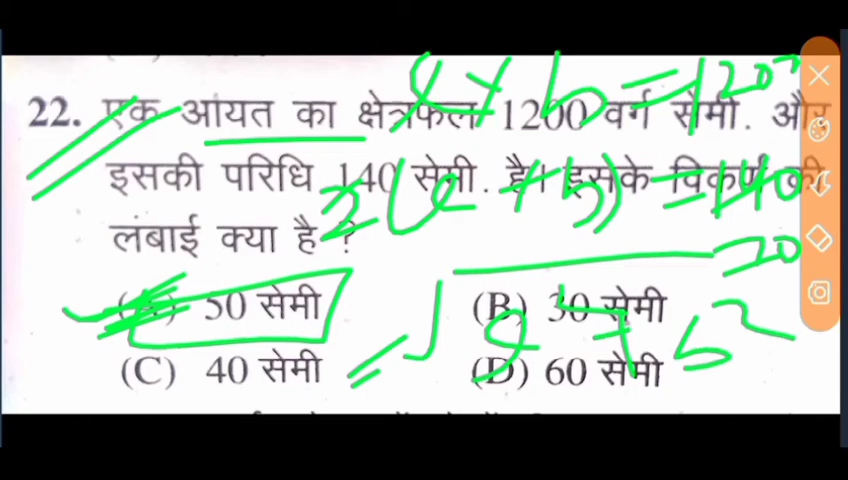 22. एक आंयत का क्षेत्रफल 1200 वर्ग सेमी. और
l × b = 1200
इसकी परिधि 140 सेमी. है। इसके विकर्ण की
2(l + b) = 140
लंबाई क्या है ?
70
(A) 50 सेमी (B) 30 सेमी
(C) 40 सेमी (D) 60 सेमी